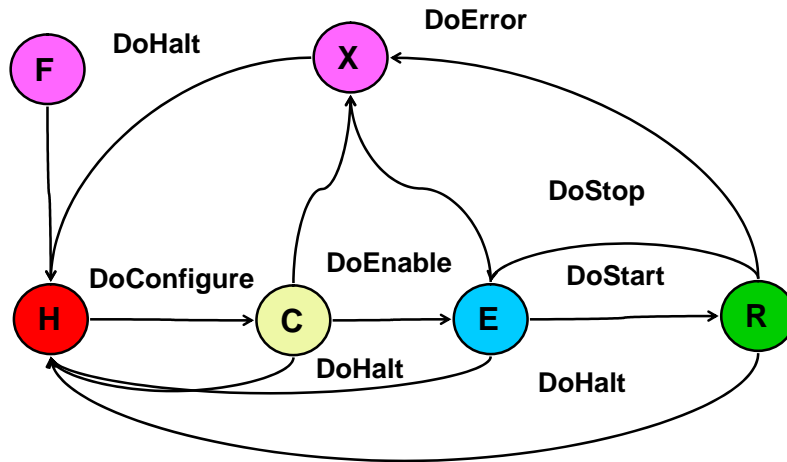 DoError
DoHalt
X
F
DoStop
DoEnable
DoStart
DoConfigure
H
C
E
R
DoHalt
DoHalt